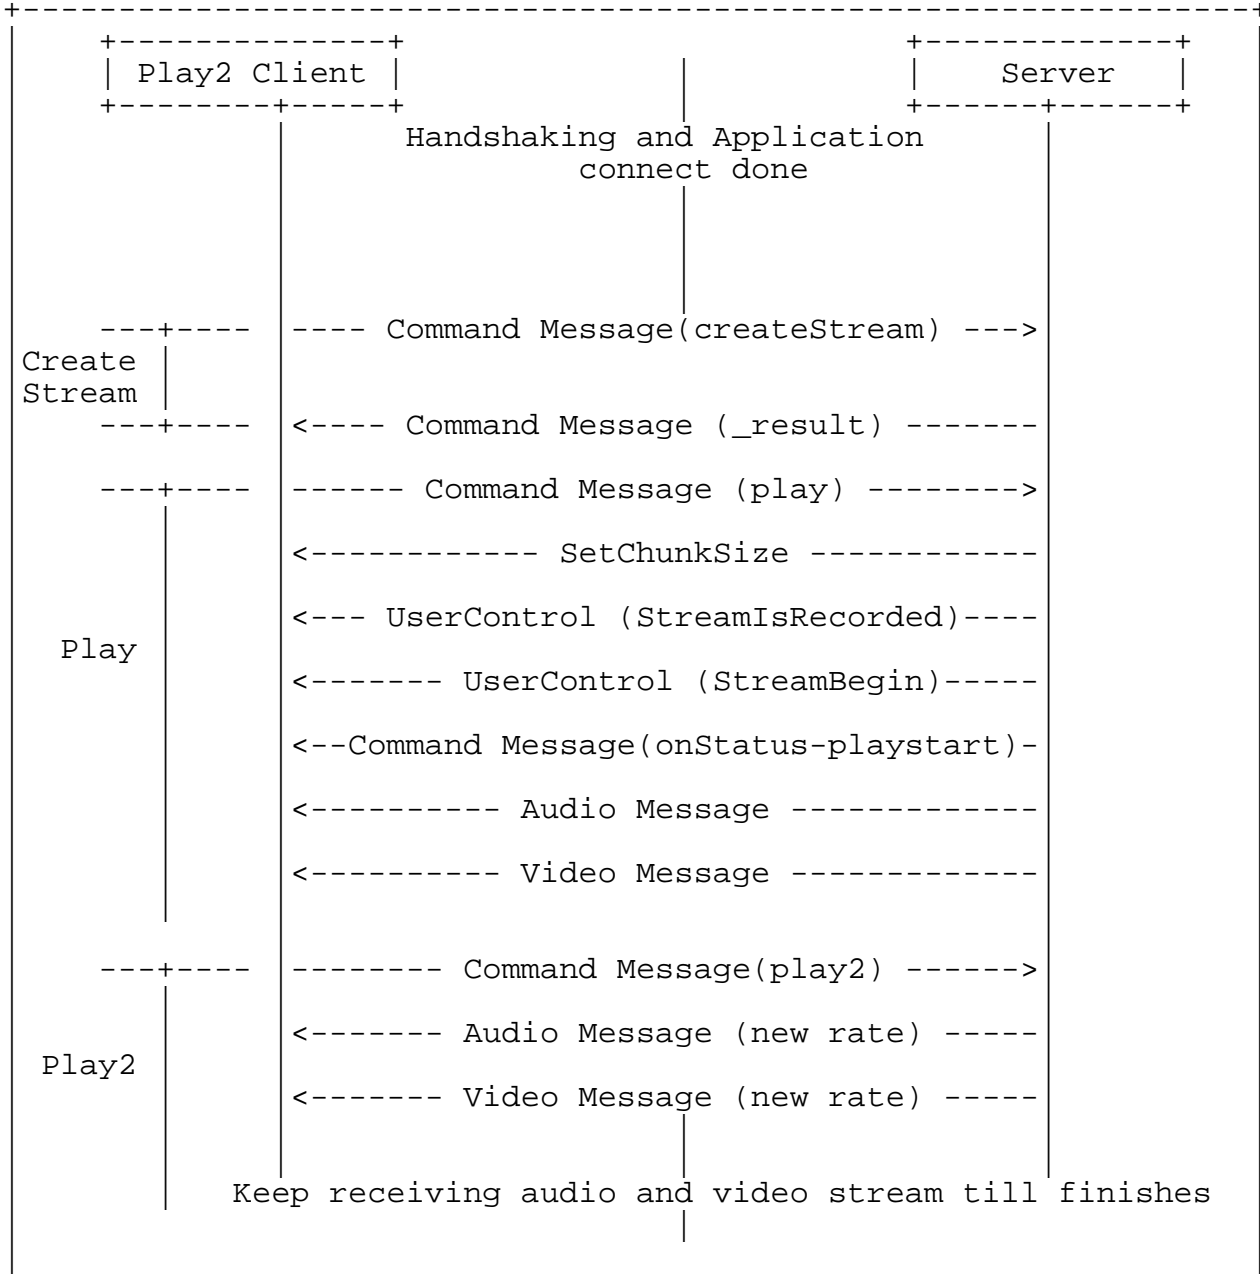 Play2 Client
Server
Handshaking and Application
connect done
---- Command Message(createStream) --->
Create
Stream
<---- Command Message (_result) -------
------ Command Message (play) -------->
<------------ SetChunkSize ------------
<--- UserControl (StreamIsRecorded)----
Play
<------- UserControl (StreamBegin)-----
<--Command Message(onStatus-playstart)-
<---------- Audio Message -------------
<---------- Video Message -------------
-------- Command Message(play2) ------>
<------- Audio Message (new rate) -----
Play2
<------- Video Message (new rate) -----
Keep receiving audio and video stream till finishes